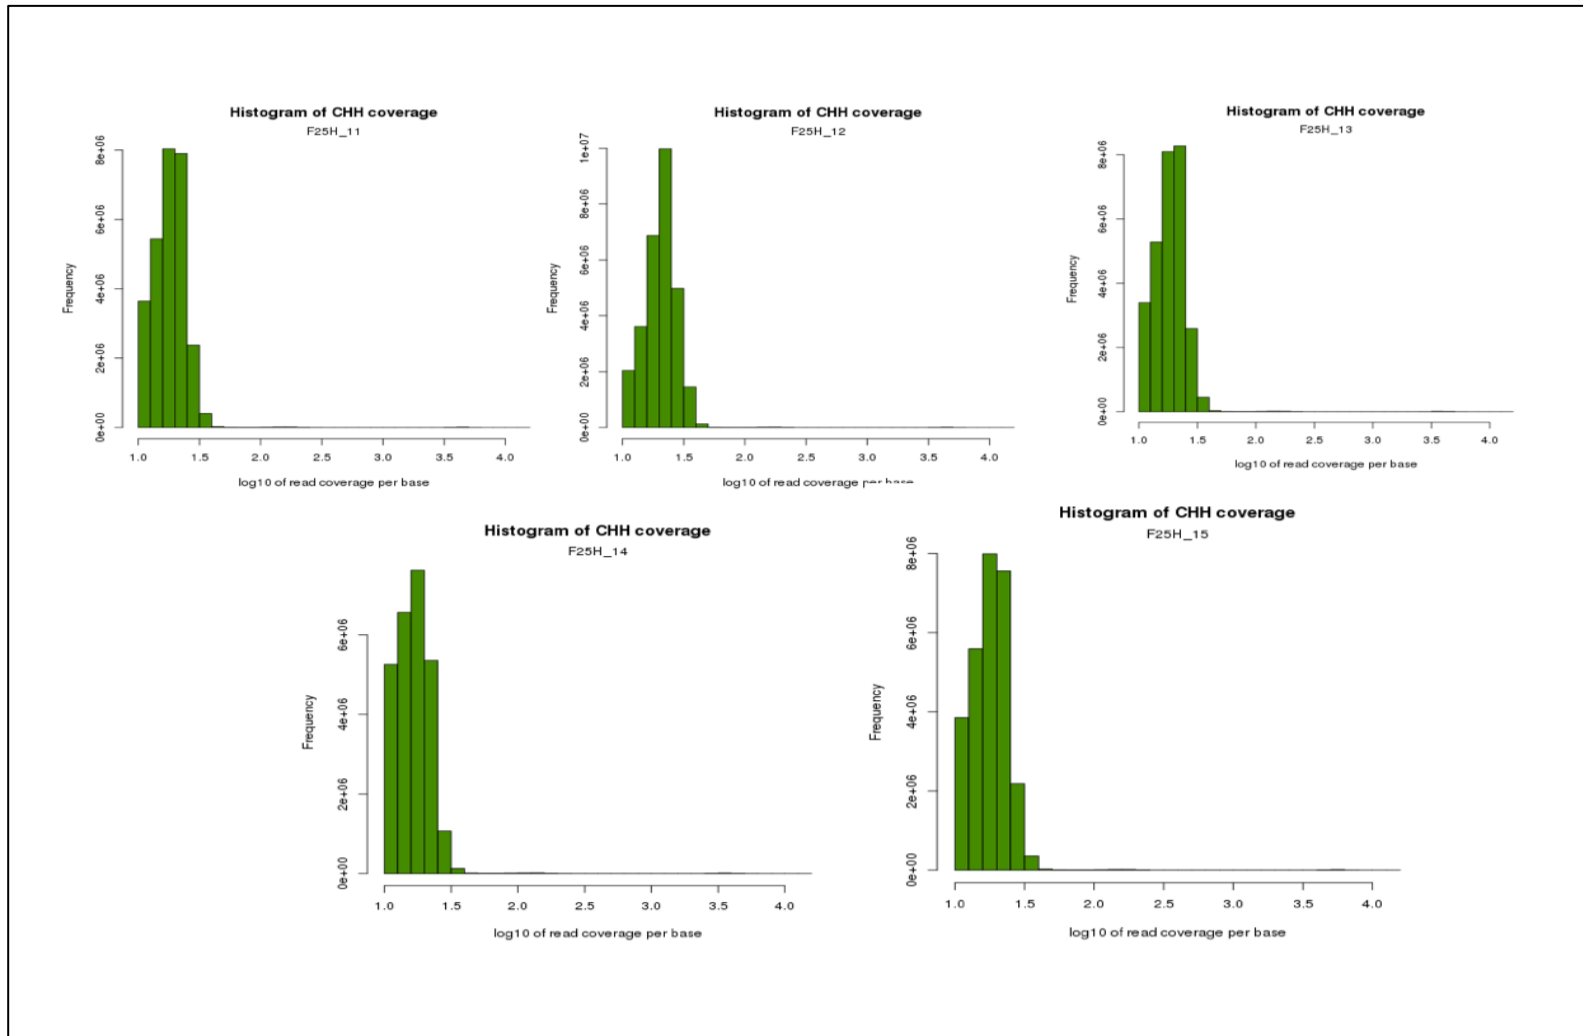 Histogram of CHH coverage
F25H_11
Frequency
0e+00 2e+06 4e+06 6e+06 8e+06
1.0 1.5 2.0 2.5 3.0 3.5 4.0
log10 of read coverage per base
Histogram of CHH coverage
F25H_12
Frequency
0e+00 2e+06 4e+06 6e+06 8e+06 1e+07
1.0 1.5 2.0 2.5 3.0 3.5 4.0
log10 of read coverage per base
Histogram of CHH coverage
F25H_13
Frequency
0e+00 2e+06 4e+06 6e+06 8e+06
1.0 1.5 2.0 2.5 3.0 3.5 4.0
log10 of read coverage per base
Histogram of CHH coverage
F25H_14
Frequency
0e+00 2e+06 4e+06 6e+06
1.0 1.5 2.0 2.5 3.0 3.5 4.0
log10 of read coverage per base
Histogram of CHH coverage
F25H_15
Frequency
0e+00 2e+06 4e+06 6e+06 8e+06
1.0 1.5 2.0 2.5 3.0 3.5 4.0
log10 of read coverage per base